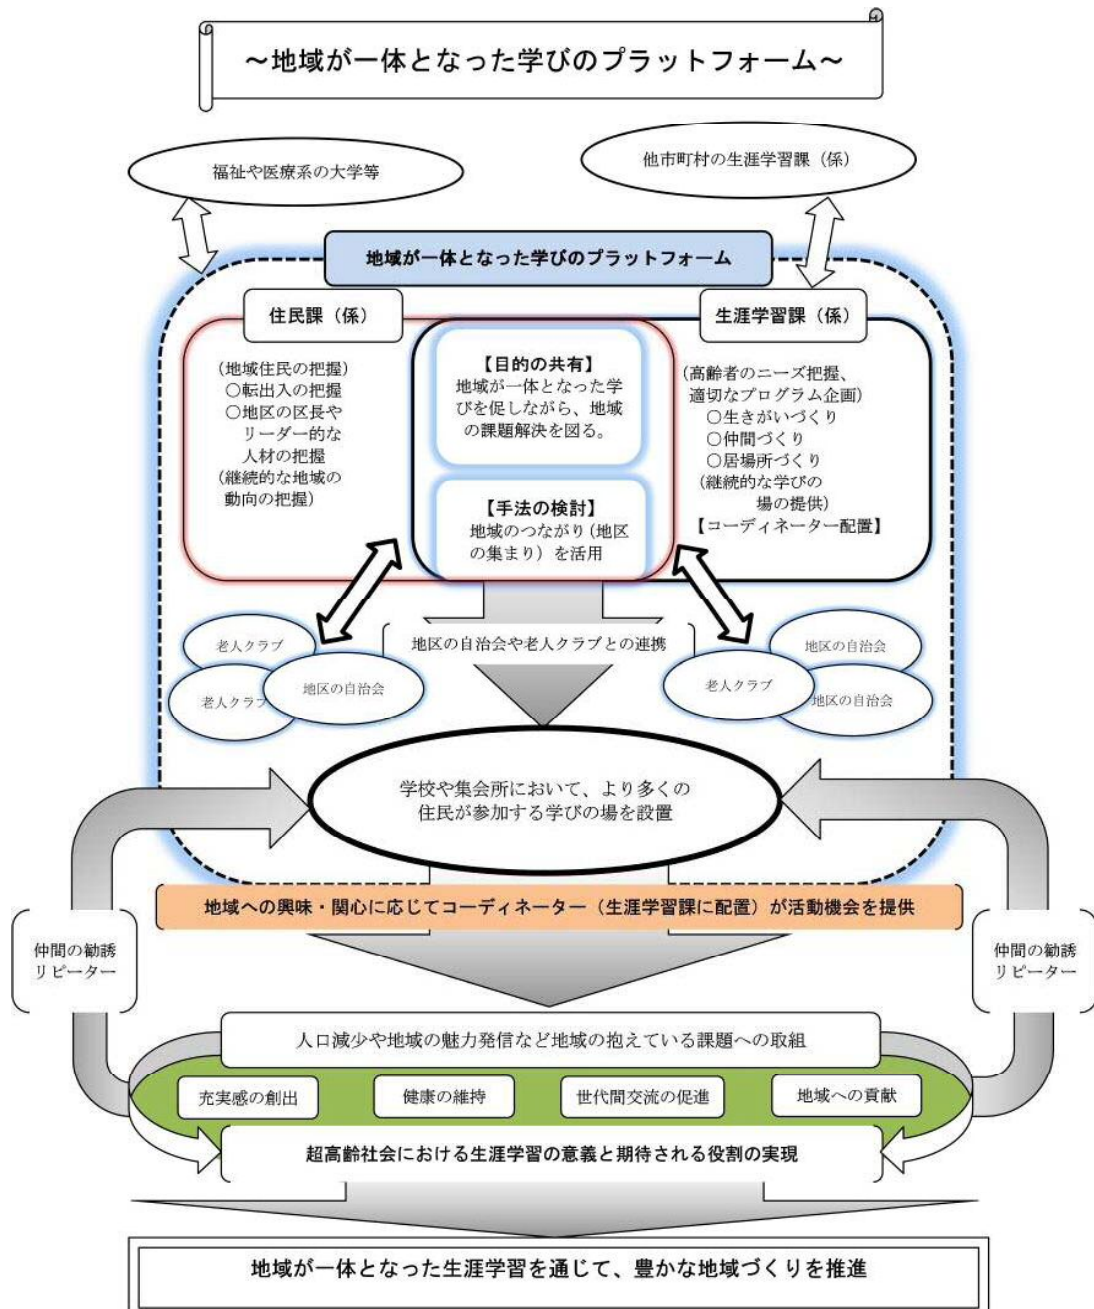 ～地域が一体となった学びのプラットフォーム～
福祉や医療系の大学等
他市町村の生涯学習課（係）
地域が一体となった学びのプラットフォーム
住民課（係）
生涯学習課（係）
(地域住民の把握)
○転出入の把握
○地区の区長や
リーダー的な
人材の把握
(継続的な地域の
動向の把握)
【目的の共有】
地域が一体となった学
びを促しながら、地域
の課題解決を図る。
【手法の検討】
地域のつながり(地区
の集まり）を活用
(高齢者のニーズ把握、
適切なプログラム企画)
○生きがいづくり
○仲間づくり
○居場所づくり
(継続的な学びの
場の提供)
【コーディネーター配置】
老人クラブ
地区の自治会
老人クラブ
地区の自治会や老人クラブとの連携
地区の自治会
老人クラブ
地区の自治会
学校や集会所において、より多くの
住民が参加する学びの場を設置
地域への興味・関心に応じてコーディネーター（生涯学習課に配置）が活動機会を提供
仲間の勧誘
リピーター
仲間の勧誘
リピーター
人口減少や地域の魅力発信など地域の抱えている課題への取組
充実感の創出
健康の維持
世代間交流の促進
地域への貢献
超高齢社会における生涯学習の意義と期待される役割の実現
地域が一体となった生涯学習を通じて、豊かな地域づくりを推進